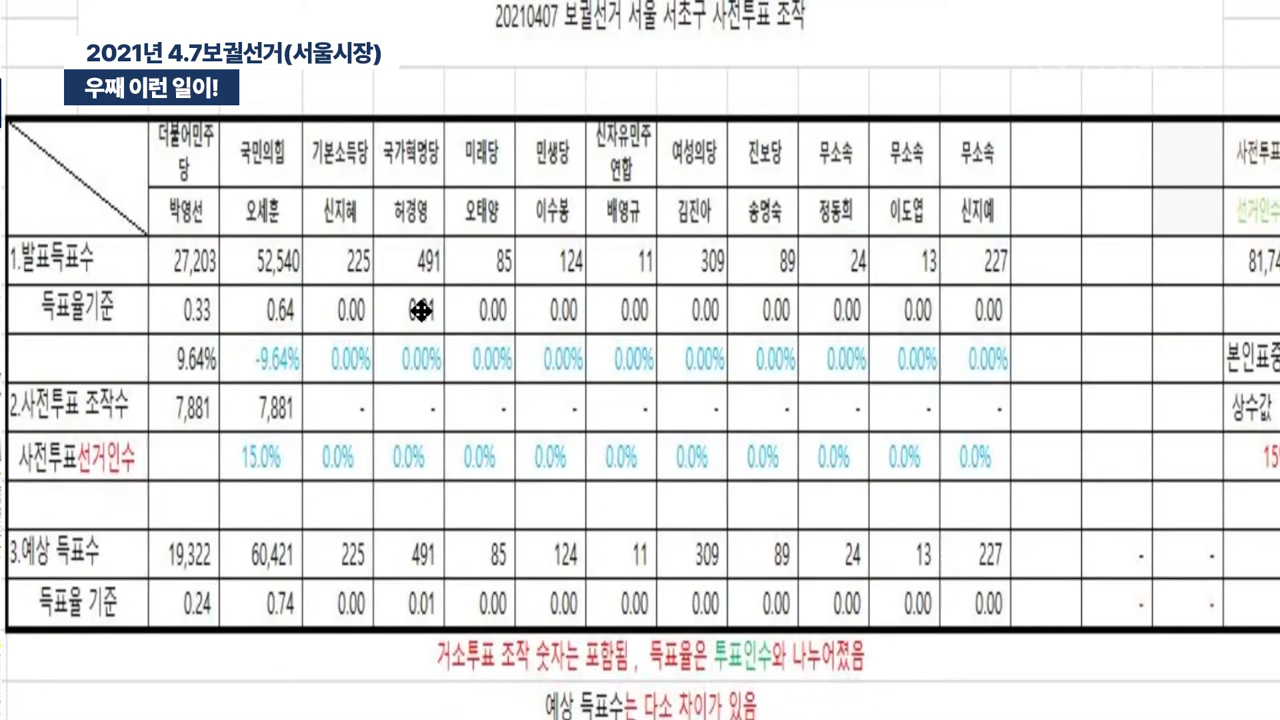 20210407 보궐선거 서울 서초구 사전투표 조작
2021년 4.7보궐선거(서울시장)
우째 이런 일이!
더불어민주당 국민의힘 기본소득당 국가혁명당 미래당 민생당 신자유민주연합 여성의당 진보당 무소속 무소속 무소속 사전투표
박영선 오세훈 신지혜 허경영 오태양 이수봉 배영규 김진아 송명숙 정동희 이도엽 신지예 선거인수
1.발표득표수 27,203 52,540 225 491 85 124 11 309 89 24 13 227 81,74
득표율기준 0.33 0.64 0.00 0.00 0.00 0.00 0.00 0.00 0.00 0.00 0.00
9.64% -9.64% 0.00% 0.00% 0.00% 0.00% 0.00% 0.00% 0.00% 0.00% 0.00% 0.00% 본인표중
2.사전투표 조작수 7,881 7,881 - - - - - - - - - - 상수값
사전투표선거인수 15.0% 0.0% 0.0% 0.0% 0.0% 0.0% 0.0% 0.0% 0.0% 0.0% 0.0% 15
3.예상 득표수 19,322 60,421 225 491 85 124 11 309 89 24 13 227 - -
득표율 기준 0.24 0.74 0.00 0.01 0.00 0.00 0.00 0.00 0.00 0.00 0.00 0.00 - -
거소투표 조작 숫자는 포함됨 , 득표율은 투표인수와 나누어졌음
예상 득표수는 다소 차이가 있음